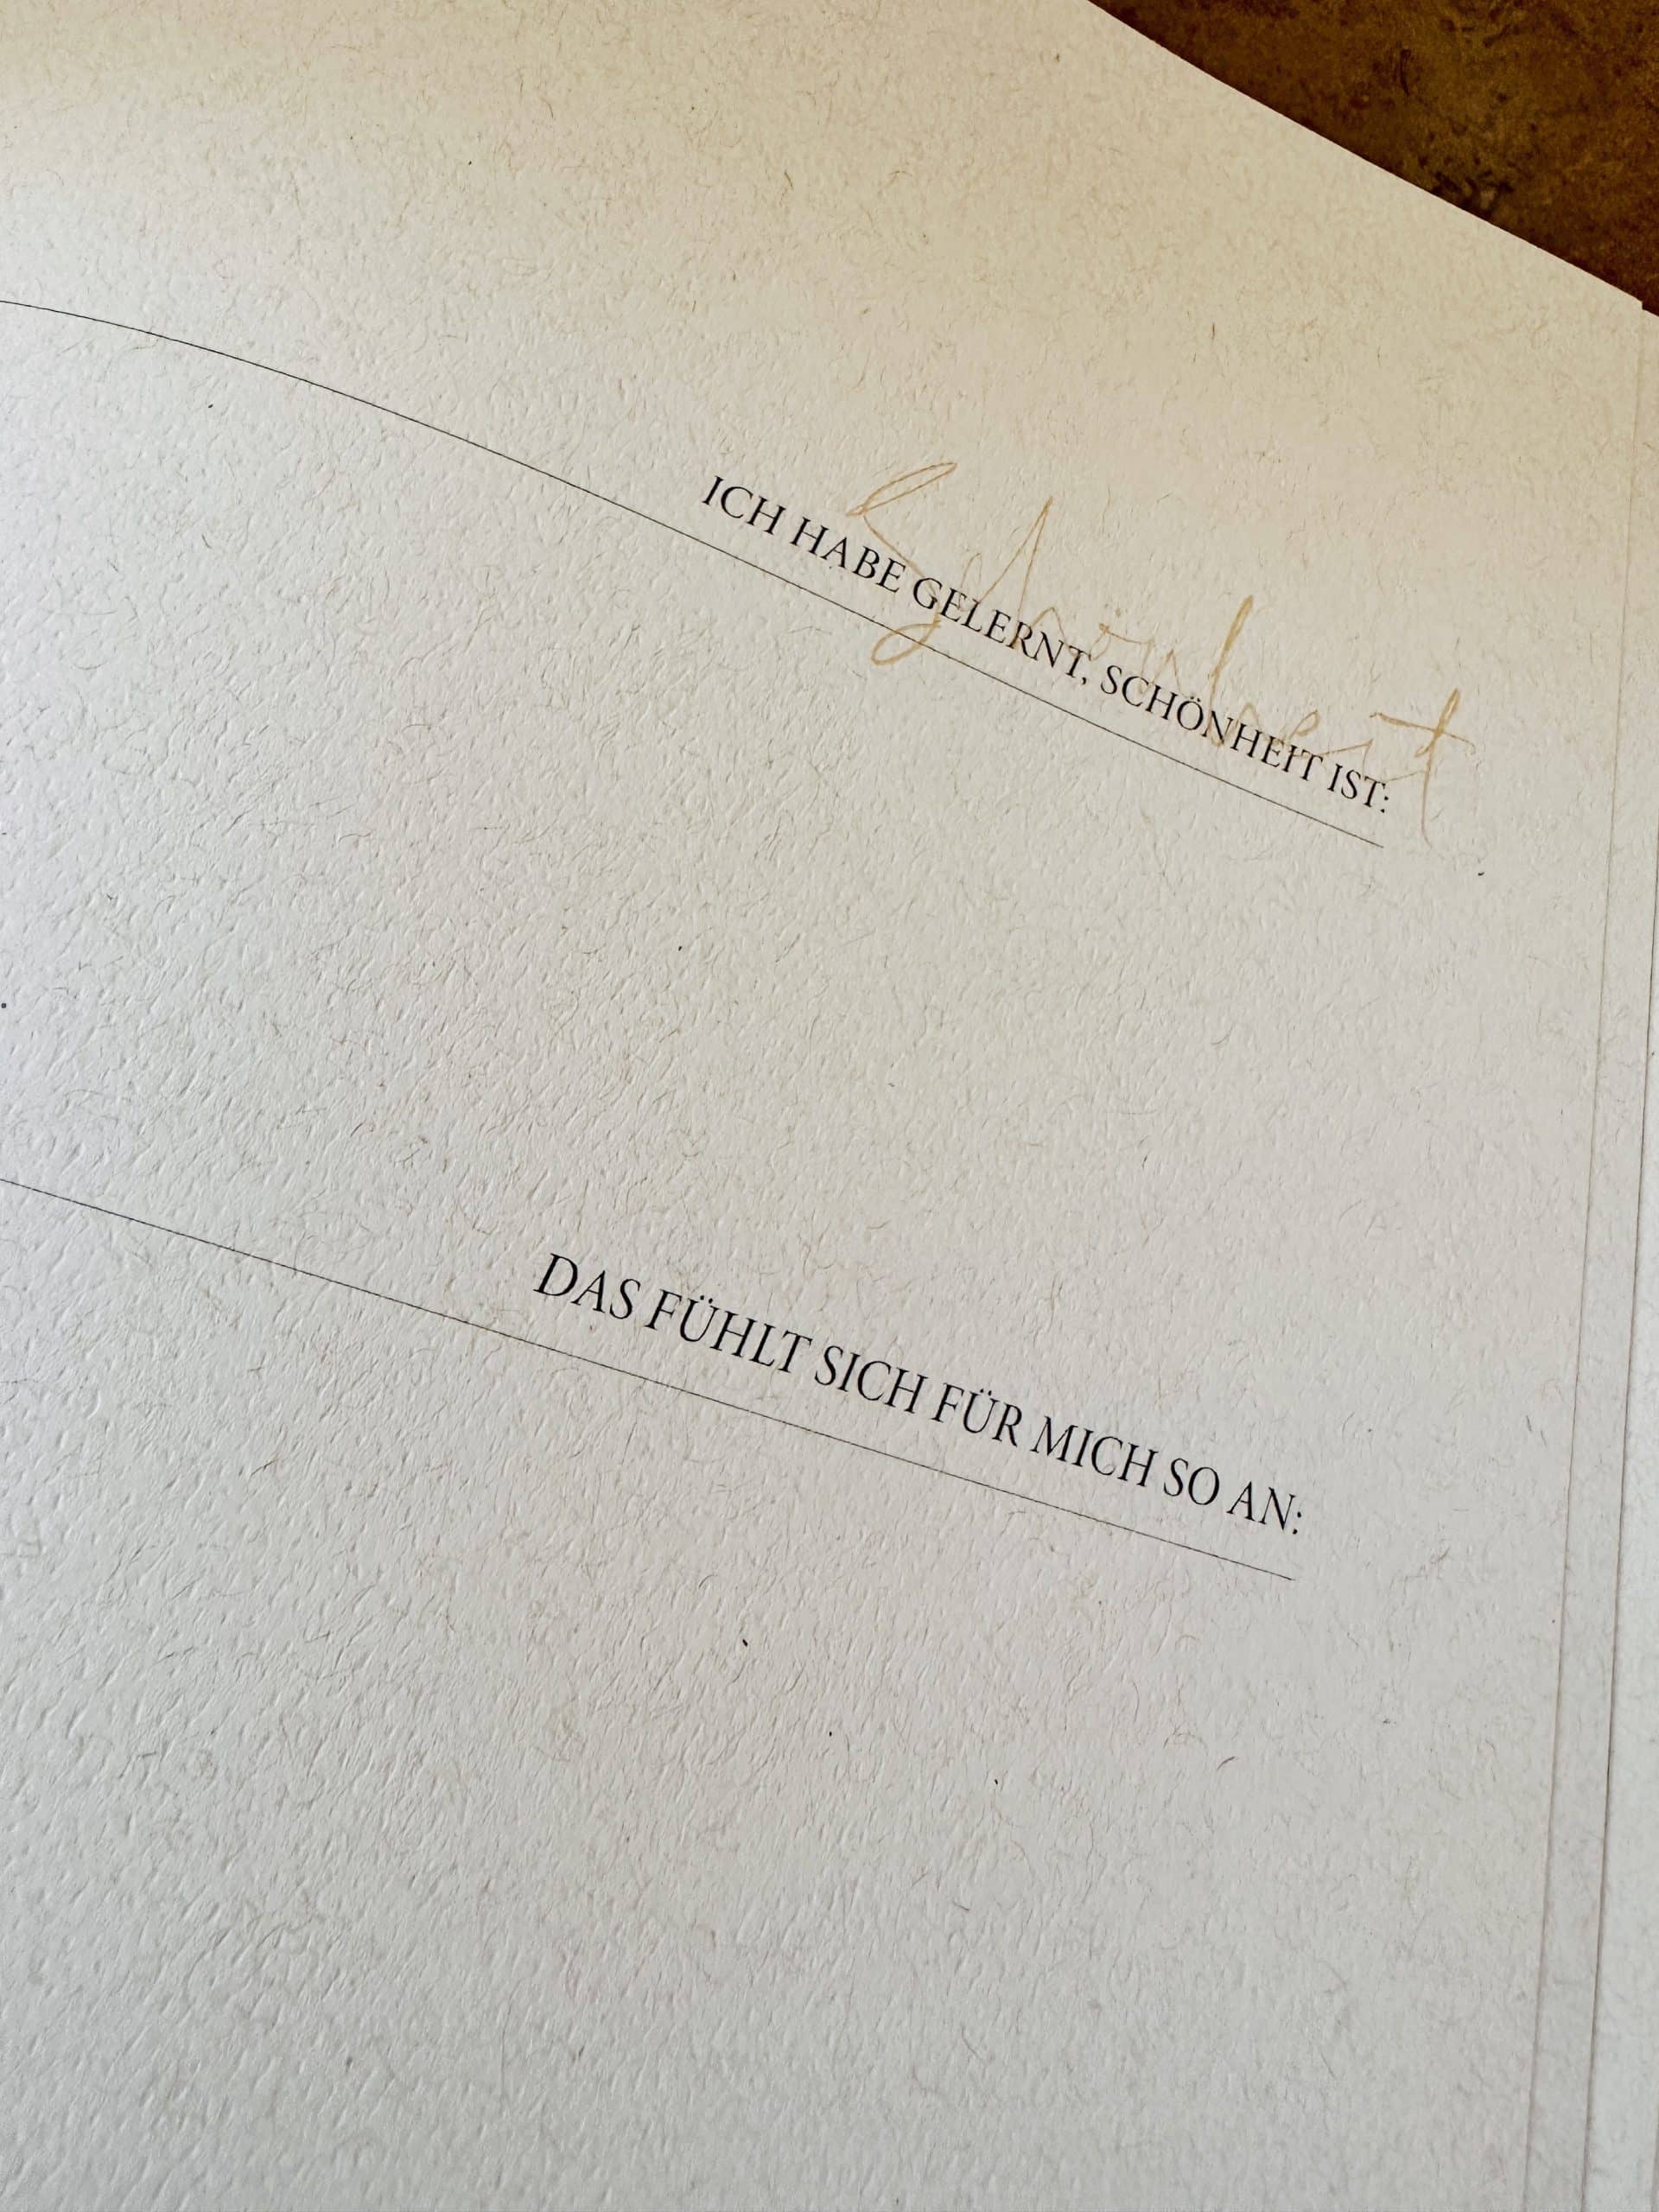 Schönheit
ICH HABE GELERNT, SCHÖNHEIT IST:
DAS FÜHLT SICH FÜR MICH SO AN: